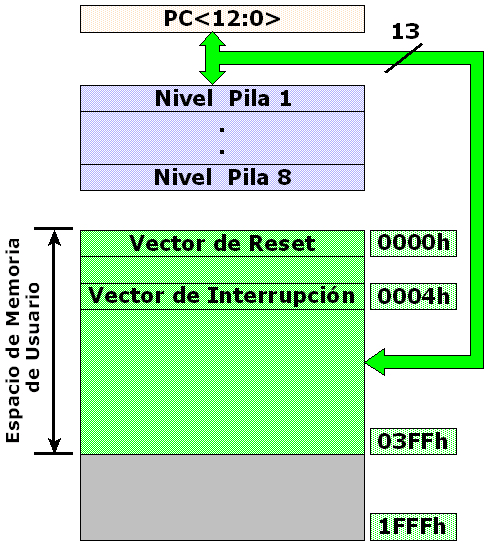 PC<12:0>
13
Nivel Pila 1
.
.
Nivel Pila 8
Vector de Reset
0000h
Vector de Interrupción
0004h
Espacio de Memoria
de Usuario
03FFh
1FFFh